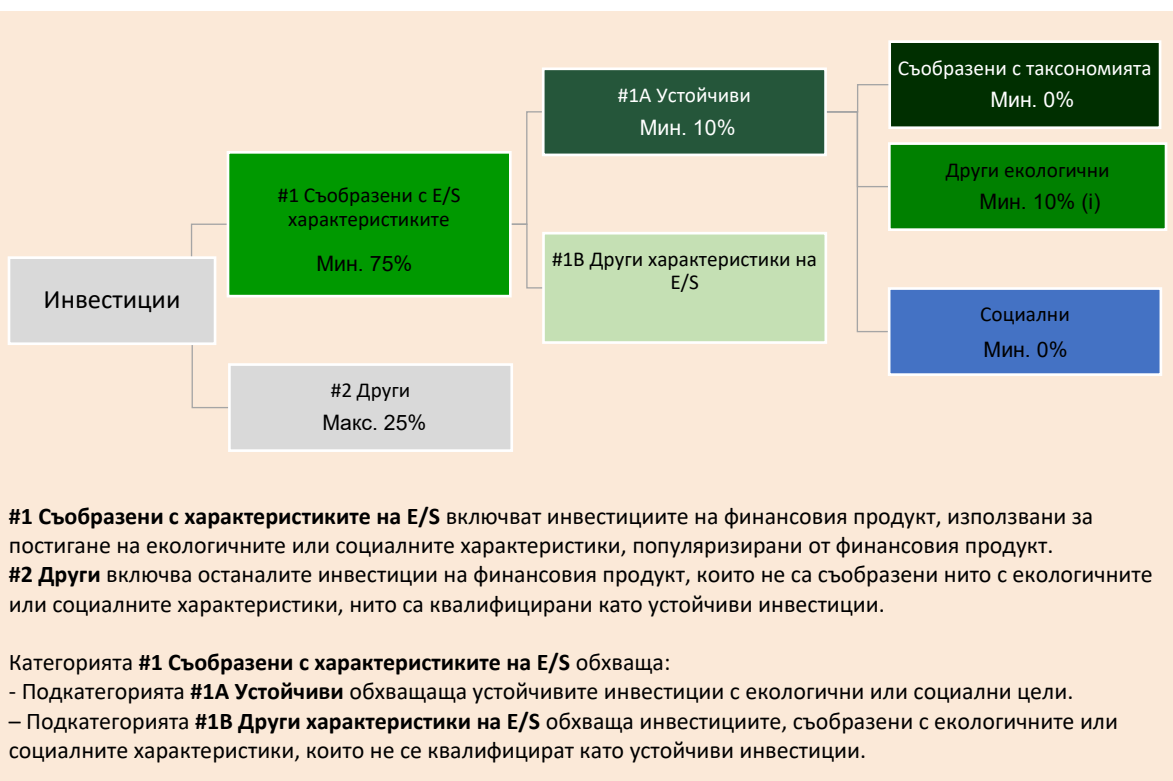 Инвестиции
#1 Съобразени с E/S
характеристиките
Мин. 75%
#2 Други
Макс. 25%
#1A Устойчиви
Мин. 10%
#1B Други характеристики на
E/S
Съобразени с таксономията
Мин. 0%
Други екологични
Мин. 10% (i)
Социални
Мин. 0%
#1 Съобразени с характеристиките на E/S включват инвестициите на финансовия продукт, използвани за
постигане на екологичните или социалните характеристики, популяризирани от финансовия продукт.
#2 Други включва останалите инвестиции на финансовия продукт, които не са съобразени нито с екологичните
или социалните характеристики, нито са квалифицирани като устойчиви инвестиции.
Категорията #1 Съобразени с характеристиките на E/S обхваща:
- Подкатегорията #1A Устойчиви обхващаща устойчивите инвестиции с екологични или социални цели.
– Подкатегорията #1B Други характеристики на E/S обхваща инвестициите, съобразени с екологичните или
социалните характеристики, които не се квалифицират като устойчиви инвестиции.